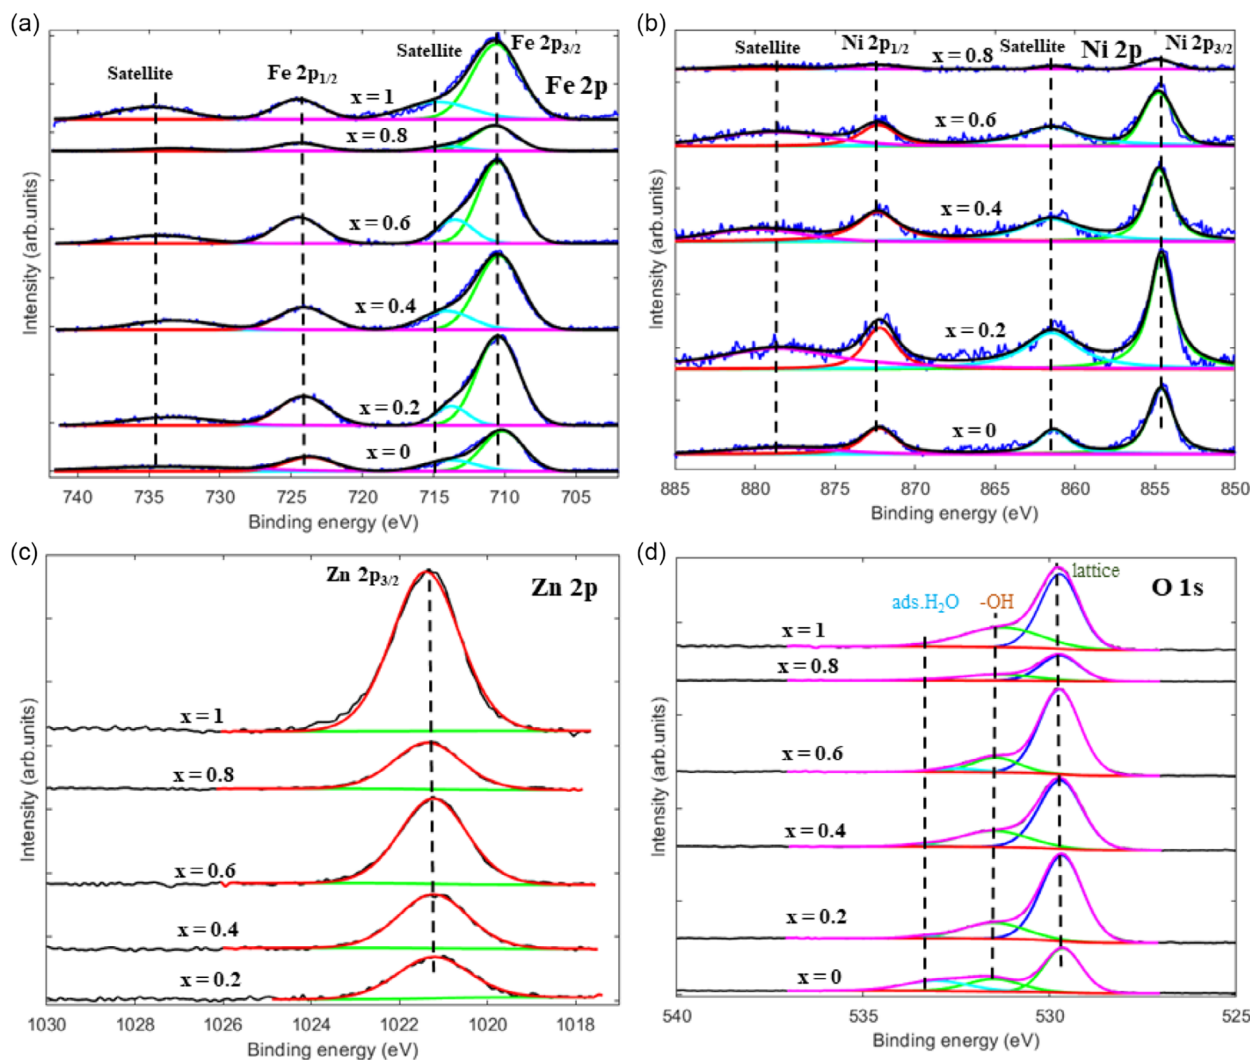 (a)
Satellite
Fe 2p1/2
Satellite
Fe 2p3/2
Fe 2p
x = 1
x = 0.8
x = 0.6
x = 0.4
x = 0.2
x = 0
Intensity (arb.units)
740 735 730 725 720 715 710 705
Binding energy (eV)
(b)
Satellite
Ni 2p1/2
x = 0.8
Satellite
Ni 2p
Ni 2p3/2
x = 0.6
x = 0.4
x = 0.2
x = 0
Intensity (arb.units)
885 880 875 870 865 860 855 850
Binding energy (eV)
(c)
Zn 2p3/2
Zn 2p
x = 1
x = 0.8
x = 0.6
x = 0.4
x = 0.2
Intensity (arb.units)
1030 1028 1026 1024 1022 1020 1018
Binding energy (eV)
(d)
ads.H2O
-OH
lattice
O 1s
x = 1
x = 0.8
x = 0.6
x = 0.4
x = 0.2
x = 0
Intensity (arb.units)
540 535 530 525
Binding energy (eV)